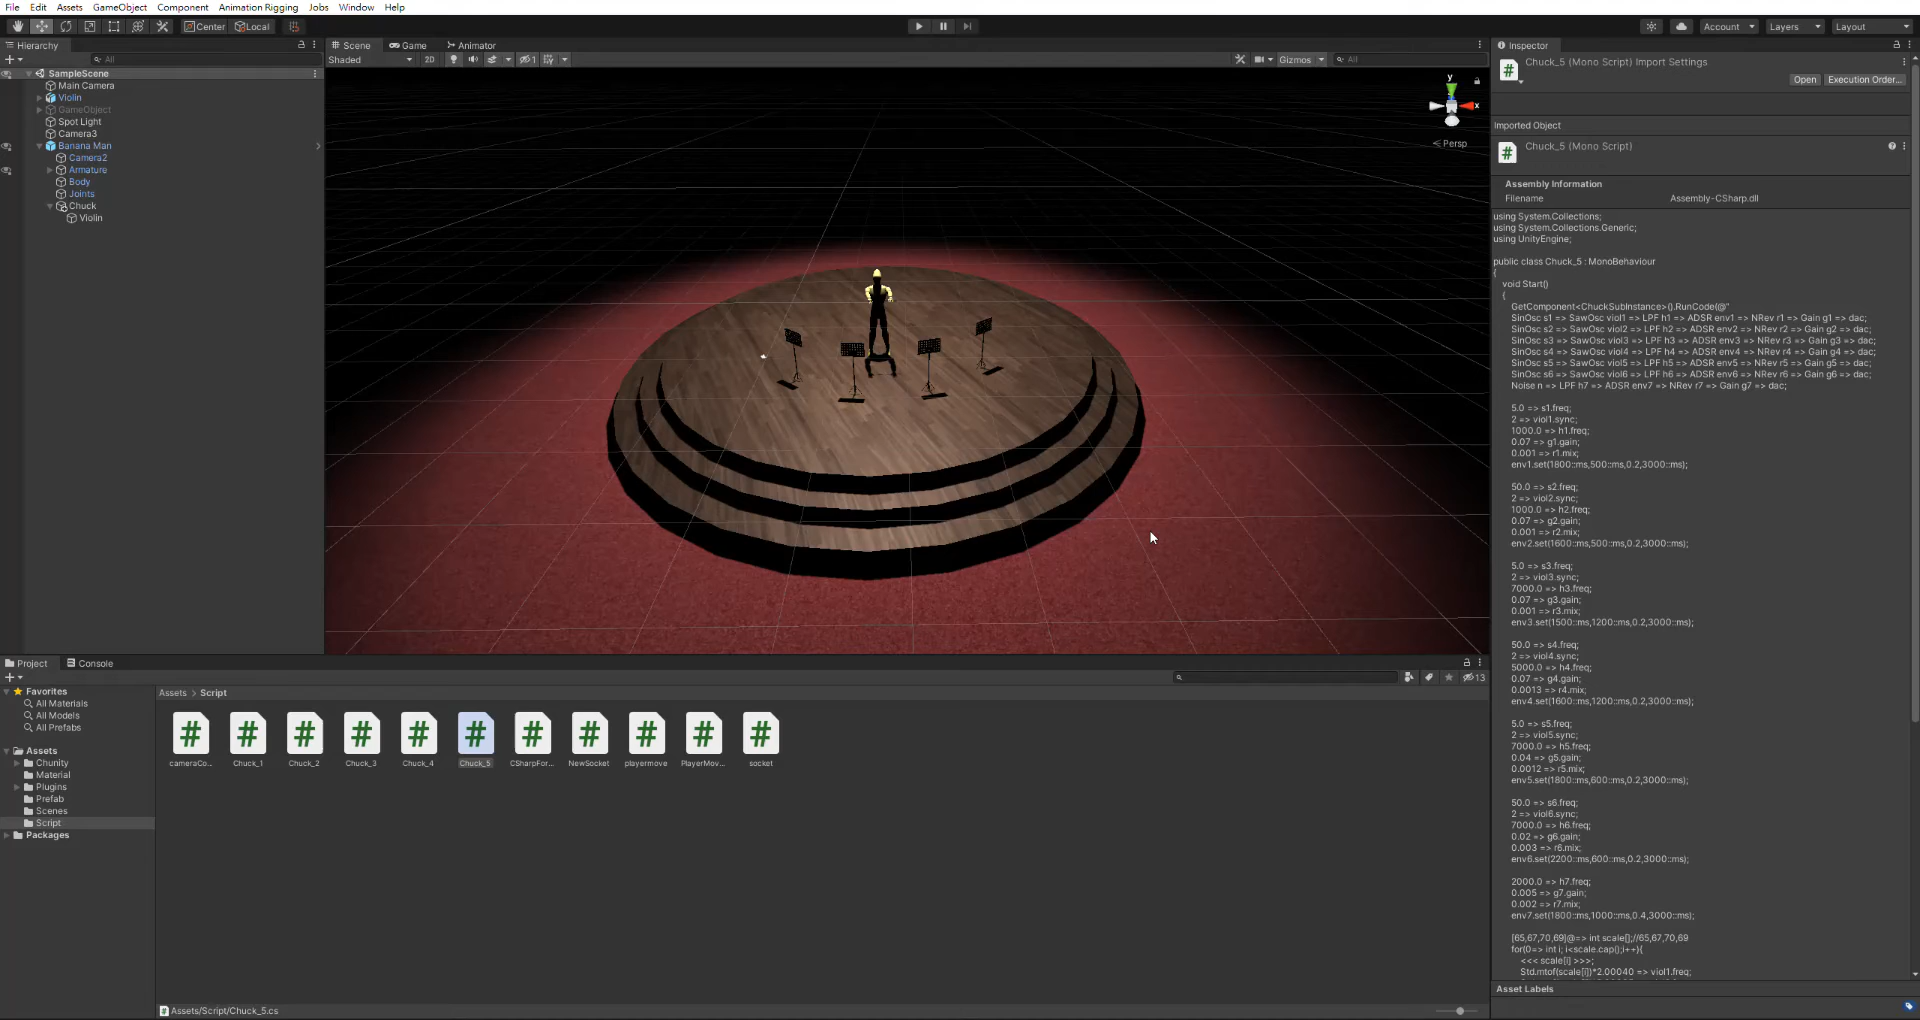 File Edit Assets GameObject Component Animation Rigging Jobs Window Help
Center Local Account Layers Layout
Hierarchy
All
SampleScene
Main Camera
Violin
GameObject
Spot Light
Camera3
Banana Man
Camera2
Armature
Body
Joints
Chuck
Violin
Scene Game Animator
Shaded 2D 1 Gizmos All
y
x
Persp
Inspector
Chuck_5 (Mono Script) Import Settings
Open Execution Order...
Imported Object
Chuck_5 (Mono Script)
Assembly Information
Filename Assembly-CSharp.dll
using System.Collections;
using System.Collections.Generic;
using UnityEngine;
public class Chuck_5 : MonoBehaviour
{
void Start()
{
GetComponent<ChuckSubInstance>().RunCode(@"
SinOsc s1 => SawOsc viol1 => LPF h1 => ADSR env1 => NRev r1 => Gain g1 => dac;
SinOsc s2 => SawOsc viol2 => LPF h2 => ADSR env2 => NRev r2 => Gain g2 => dac;
SinOsc s3 => SawOsc viol3 => LPF h3 => ADSR env3 => NRev r3 => Gain g3 => dac;
SinOsc s4 => SawOsc viol4 => LPF h4 => ADSR env4 => NRev r4 => Gain g4 => dac;
SinOsc s5 => SawOsc viol5 => LPF h5 => ADSR env5 => NRev r5 => Gain g5 => dac;
SinOsc s6 => SawOsc viol6 => LPF h6 => ADSR env6 => NRev r6 => Gain g6 => dac;
Noise n => LPF h7 => ADSR env7 => NRev r7 => Gain g7 => dac;
5.0 => s1.freq;
2 => viol1.sync;
1000.0 => h1.freq;
0.07 => g1.gain;
0.001 => r1.mix;
env1.set(1800::ms,500::ms,0.2,3000::ms);
50.0 => s2.freq;
2 => viol2.sync;
1000.0 => h2.freq;
0.07 => g2.gain;
0.001 => r2.mix;
env2.set(1600::ms,500::ms,0.2,3000::ms);
5.0 => s3.freq;
2 => viol3.sync;
7000.0 => h3.freq;
0.07 => g3.gain;
0.001 => r3.mix;
env3.set(1500::ms,1200::ms,0.2,3000::ms);
50.0 => s4.freq;
2 => viol4.sync;
5000.0 => h4.freq;
0.07 => g4.gain;
0.0013 => r4.mix;
env4.set(1600::ms,1200::ms,0.2,3000::ms);
5.0 => s5.freq;
2 => viol5.sync;
7000.0 => h5.freq;
0.04 => g5.gain;
0.0012 => r5.mix;
env5.set(1800::ms,600::ms,0.2,3000::ms);
50.0 => s6.freq;
2 => viol6.sync;
7000.0 => h6.freq;
0.02 => g6.gain;
0.003 => r6.mix;
env6.set(2200::ms,600::ms,0.2,3000::ms);
2000.0 => h7.freq;
0.005 => g7.gain;
0.002 => r7.mix;
env7.set(1800::ms,1000::ms,0.4,3000::ms);
[65,67,70,69]@=> int scale[];//65,67,70,69
for(0=> int i; i<scale.cap();i++){
<<< scale[i] >>>;
Std.mtof(scale[i])*2.00040 => viol1.freq;
Asset Labels
Project Console
13
Favorites
All Materials
All Models
All Prefabs
Assets
Chunity
Material
Plugins
Prefab
Scenes
Script
Packages
Assets > Script
cameraCo... Chuck_1 Chuck_2 Chuck_3 Chuck_4 Chuck_5 CSharpFor... NewSocket playermove PlayerMov... socket
Assets/Script/Chuck_5.cs